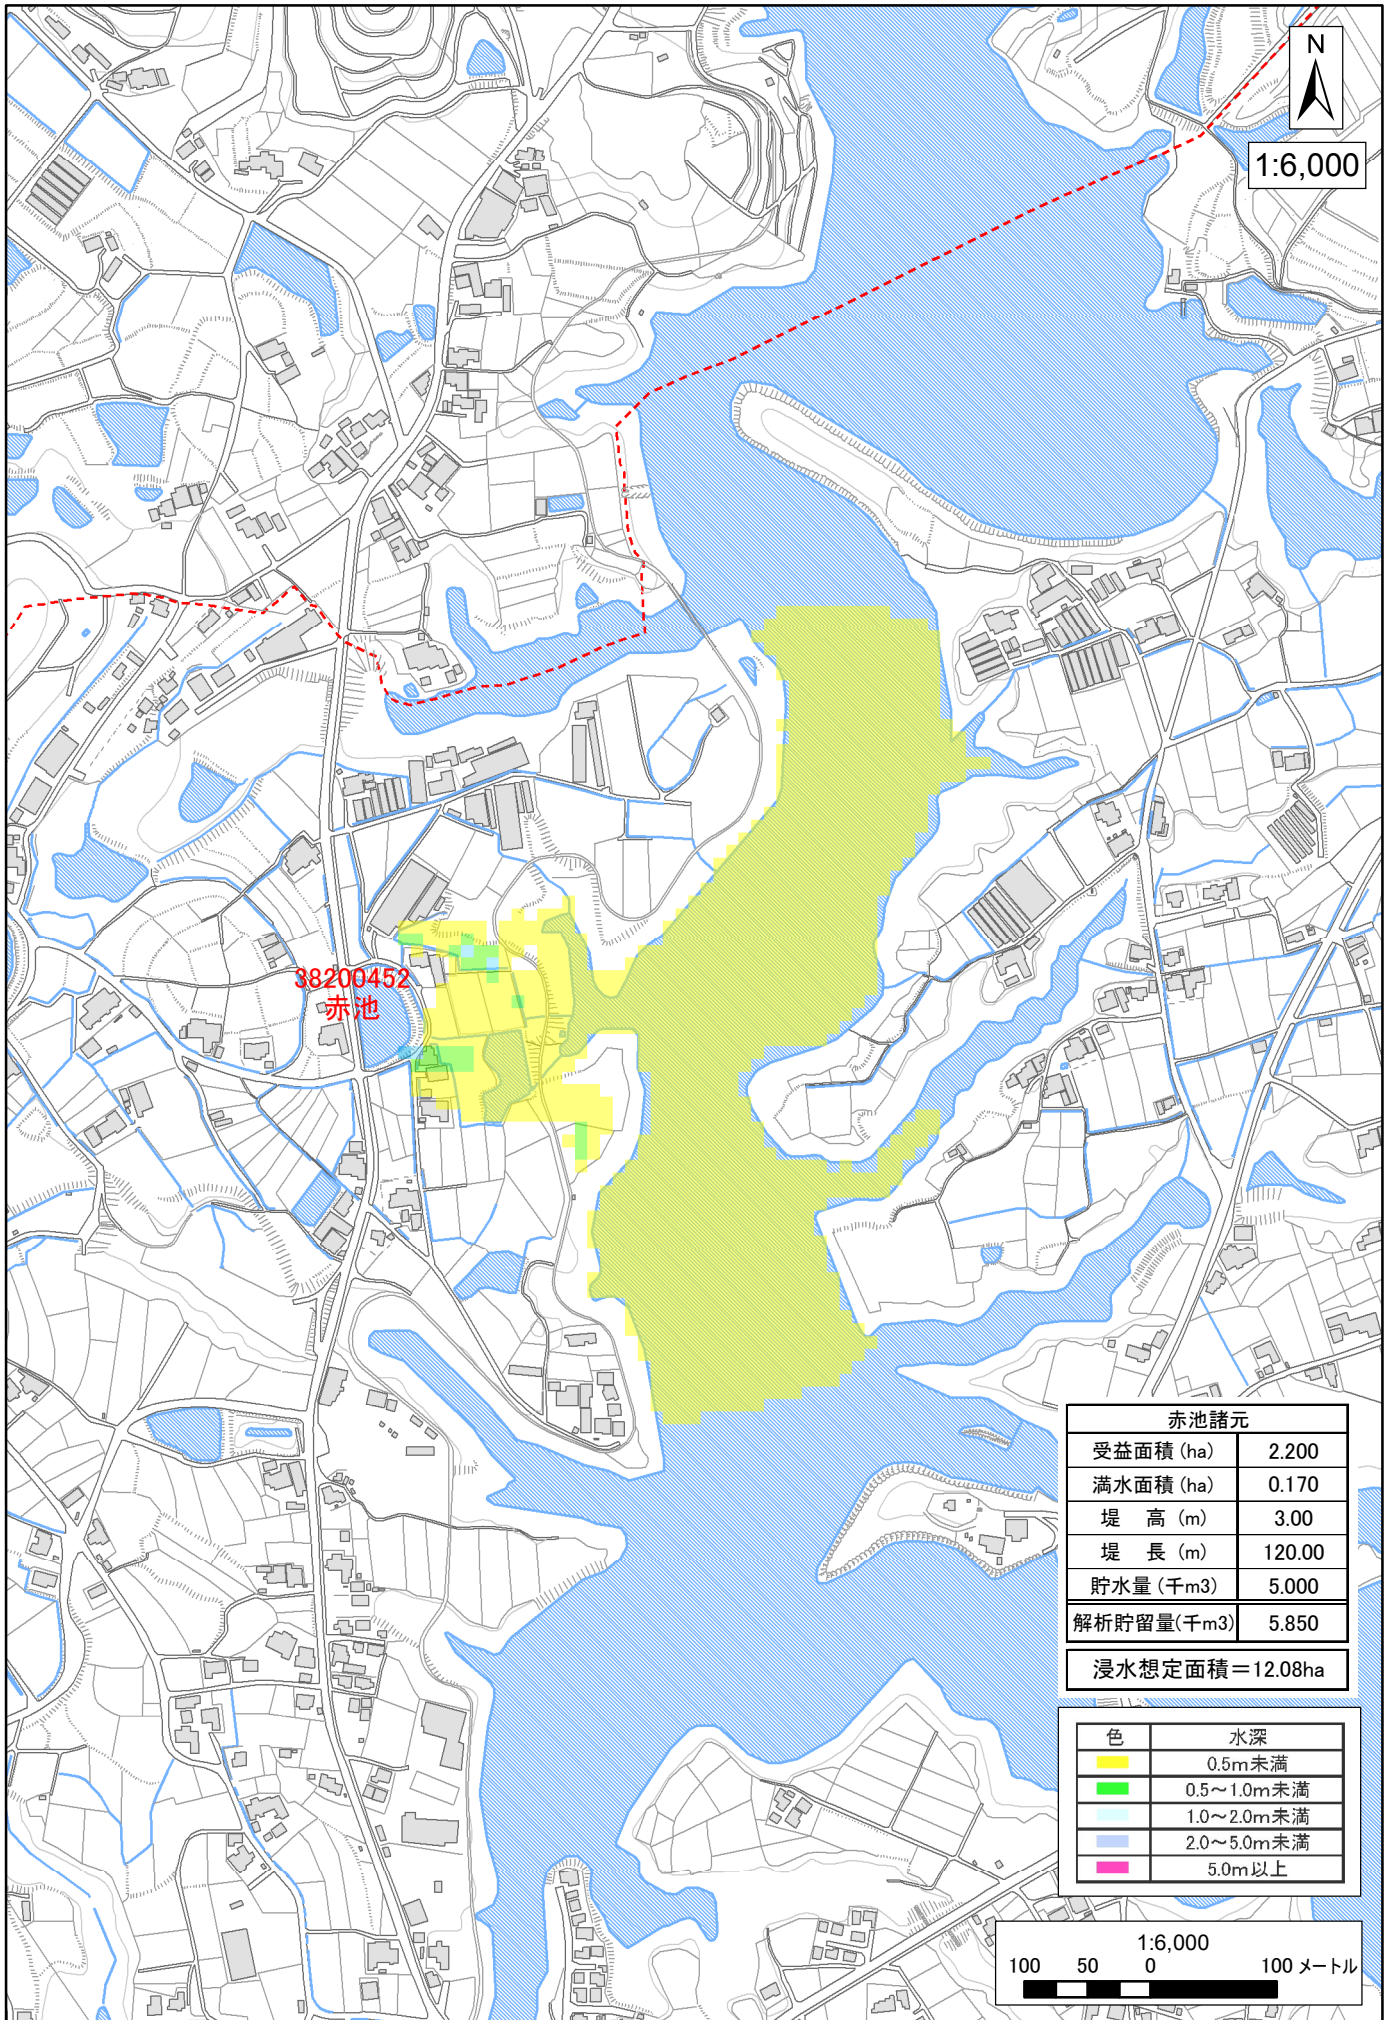 N
1:6,000
38200452
赤池
赤池諸元
受益面積 (ha) 2.200
満水面積 (ha) 0.170
堤 高 (m) 3.00
堤 長 (m) 120.00
貯水量 (千m3) 5.000
解析貯留量(千m3) 5.850
浸水想定面積＝12.08ha
色 水深
0.5m未満
0.5～1.0m未満
1.0～2.0m未満
2.0～5.0m未満
5.0m以上
1:6,000
100 50 0 100 メートル